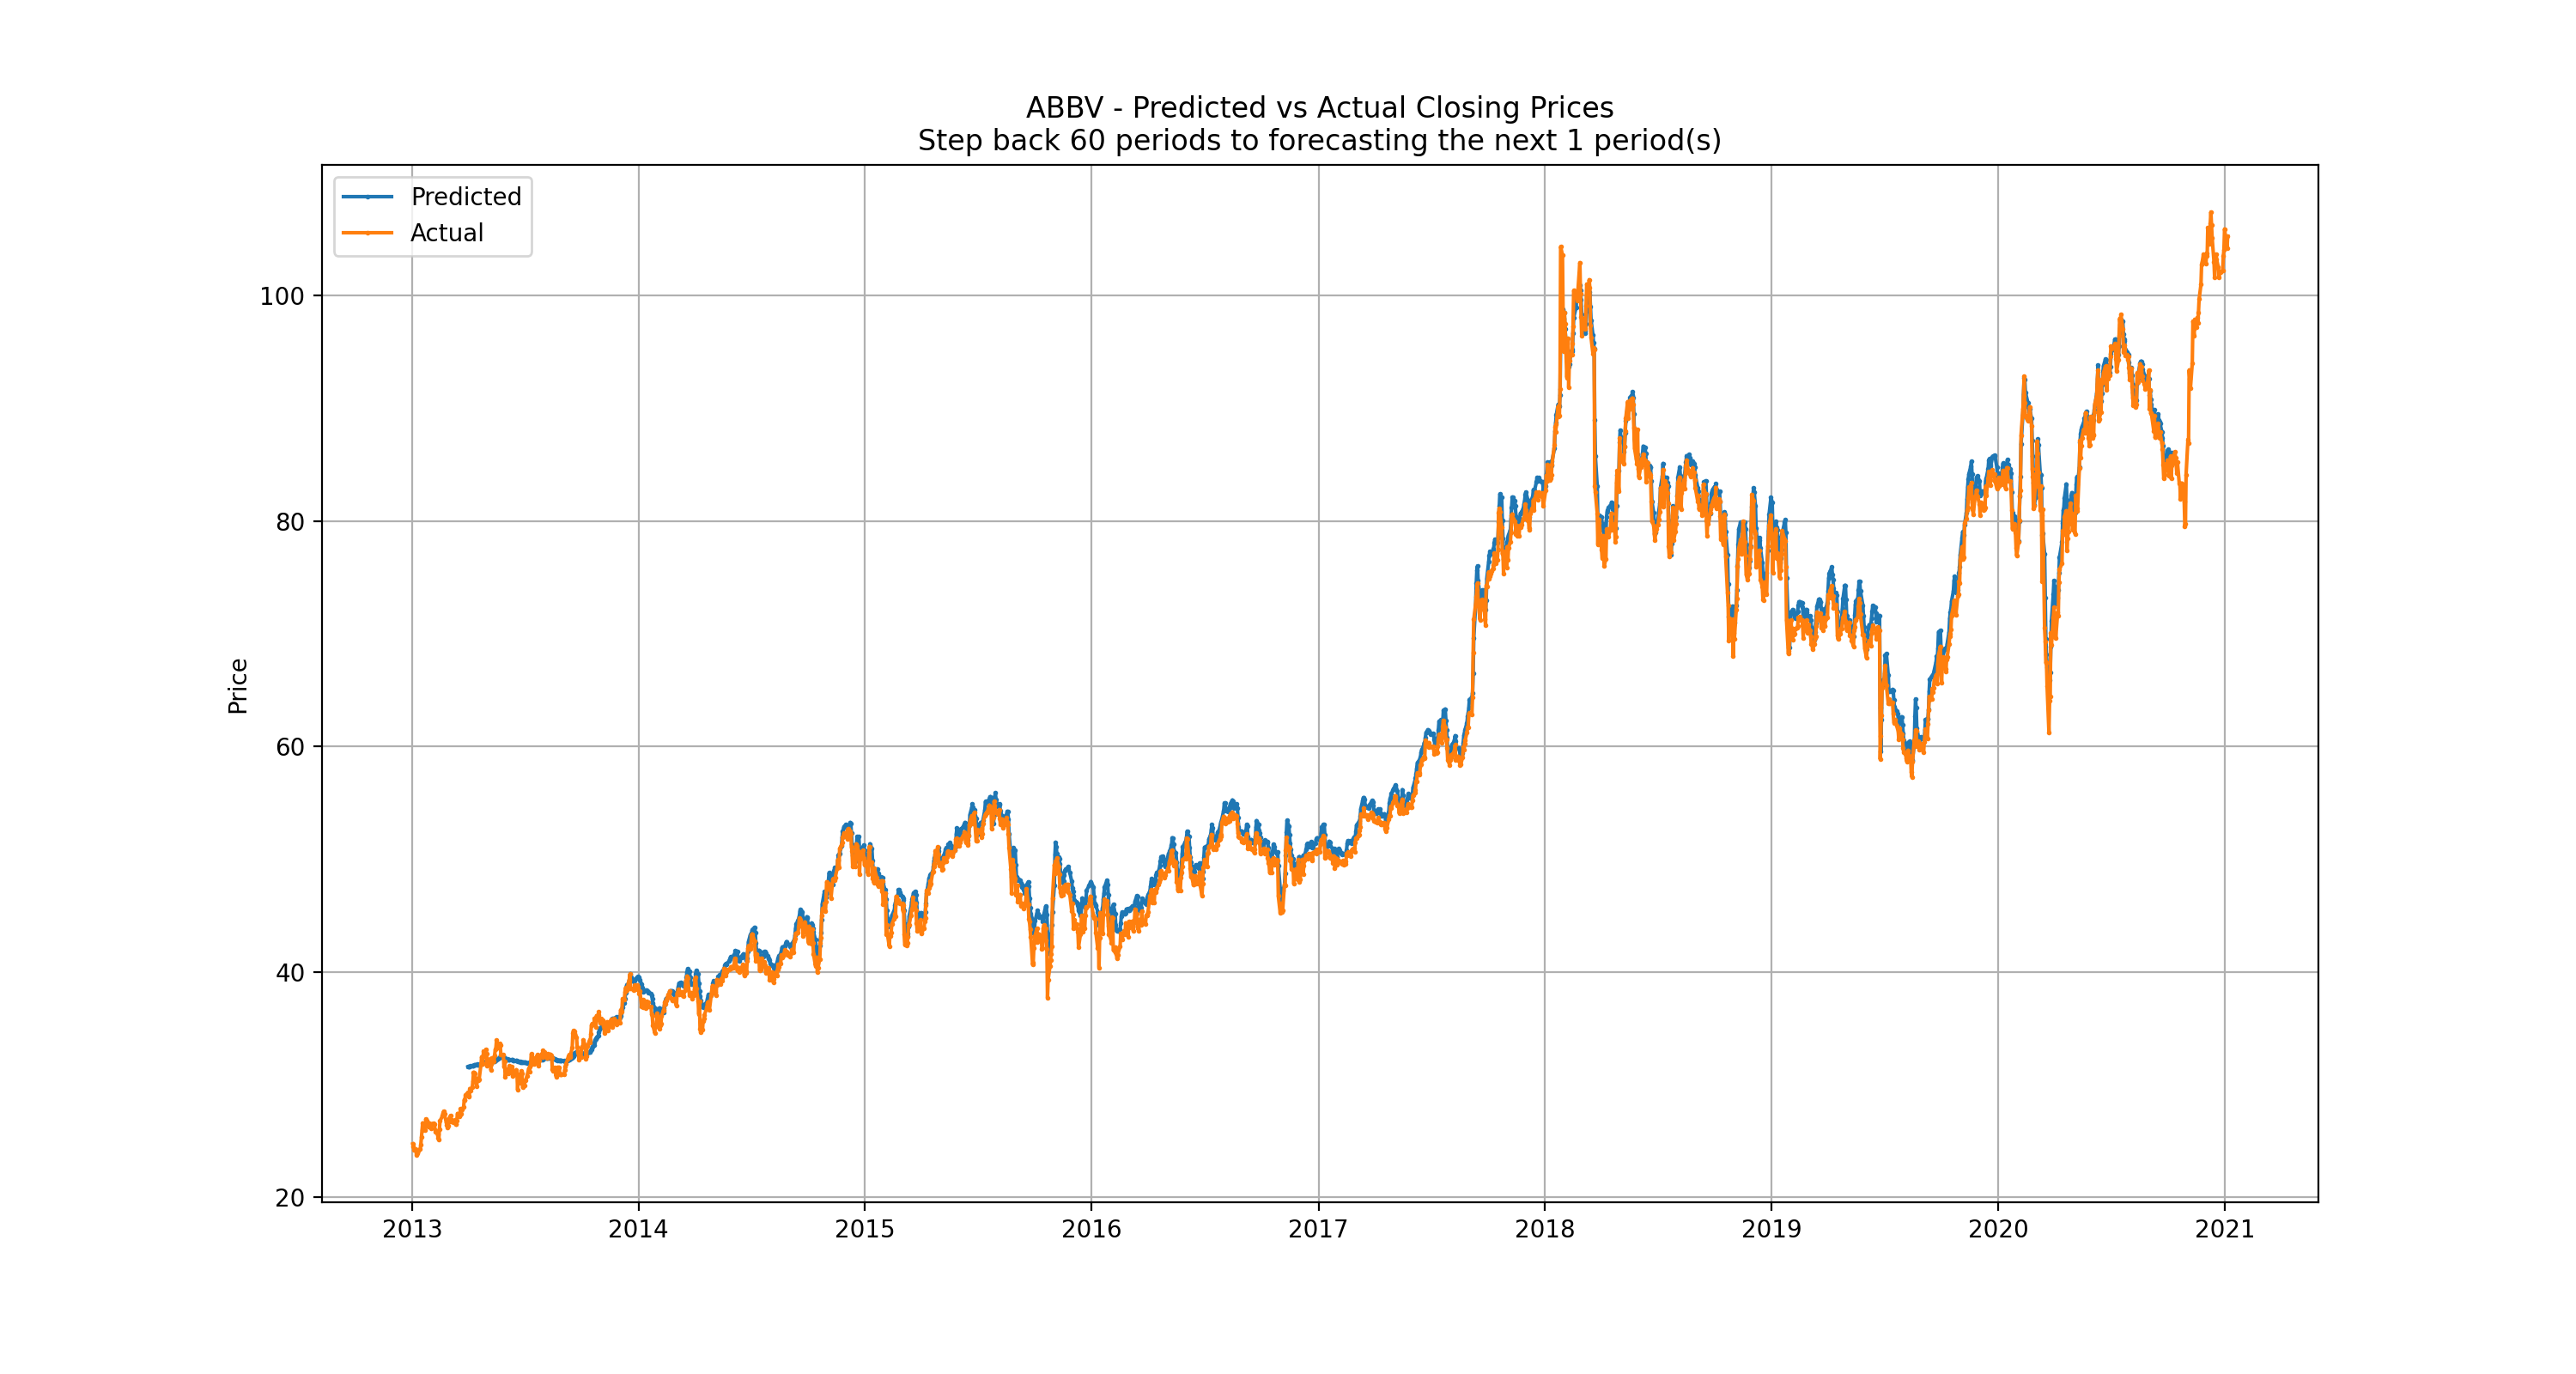 ABBV - Predicted vs Actual Closing Prices
Step back 60 periods to forecasting the next 1 period(s)
Predicted
Actual
Price
100
80
60
40
20
2013 2014 2015 2016 2017 2018 2019 2020 2021